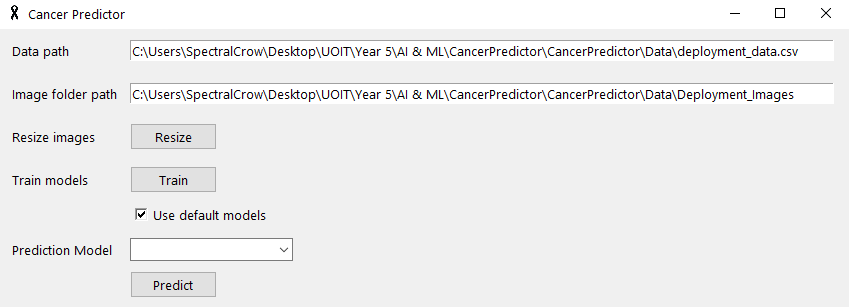 Cancer Predictor
Data path C:\Users\SpectralCrow\Desktop\UOIT\Year 5\AI & ML\CancerPredictor\CancerPredictor\Data\deployment_data.csv
Image folder path C:\Users\SpectralCrow\Desktop\UOIT\Year 5\AI & ML\CancerPredictor\CancerPredictor\Data\Deployment_Images
Resize images Resize
Train models Train
Use default models
Prediction Model
Predict